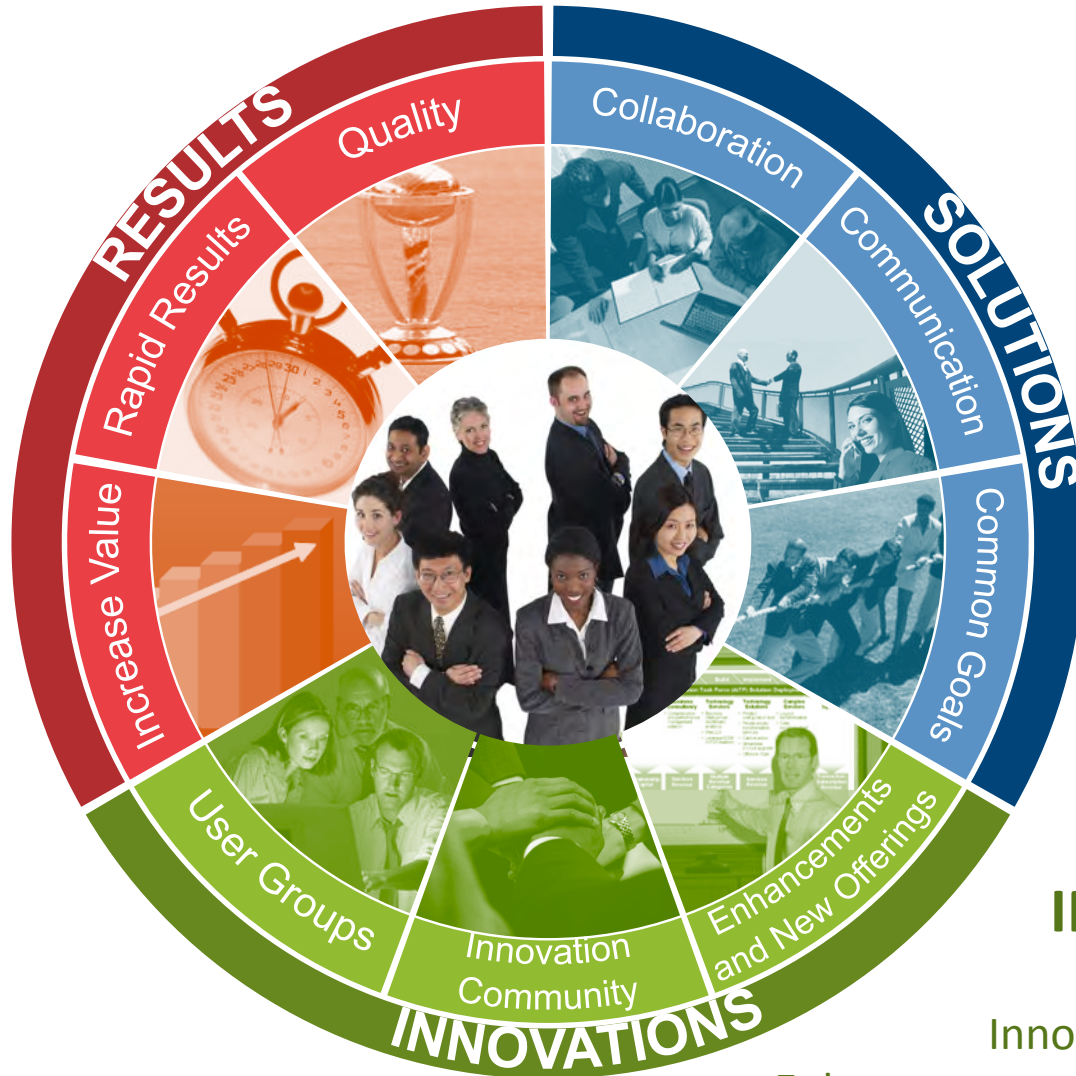 RESULTS
Quality
Rapid Results
Increase Value
SOLUTIONS
Collaboration
Communication
Common Goals
INNOVATIONS
User Groups
Innovation
Community
Enhancements
and New Offerings
Inno